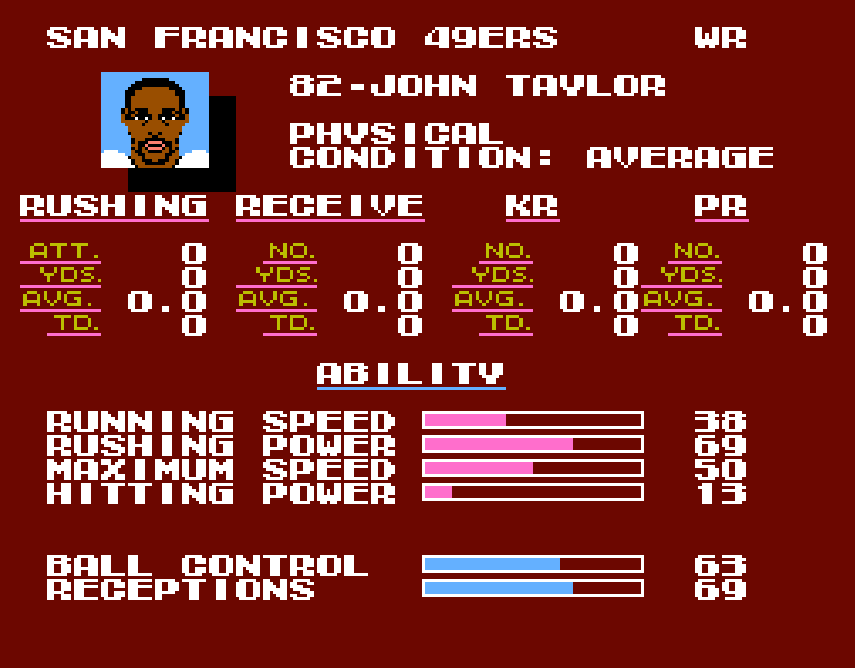 SAN FRANCISCO 49ERS WR
82-JOHN TAYLOR
PHYSICAL
CONDITION: AVERAGE
RUSHING RECEIVE KR PR
ATT. 0 NO. 0 NO. 0 NO. 0
YDS. 0 YDS. 0 YDS. 0 YDS. 0
AVG. 0.0 AVG. 0.0 AVG. 0.0 AVG. 0.0
TD. 0 TD. 0 TD. 0 TD. 0
ABILITY
RUNNING SPEED 38
RUSHING POWER 69
MAXIMUM SPEED 50
HITTING POWER 13
BALL CONTROL 63
RECEPTIONS 69